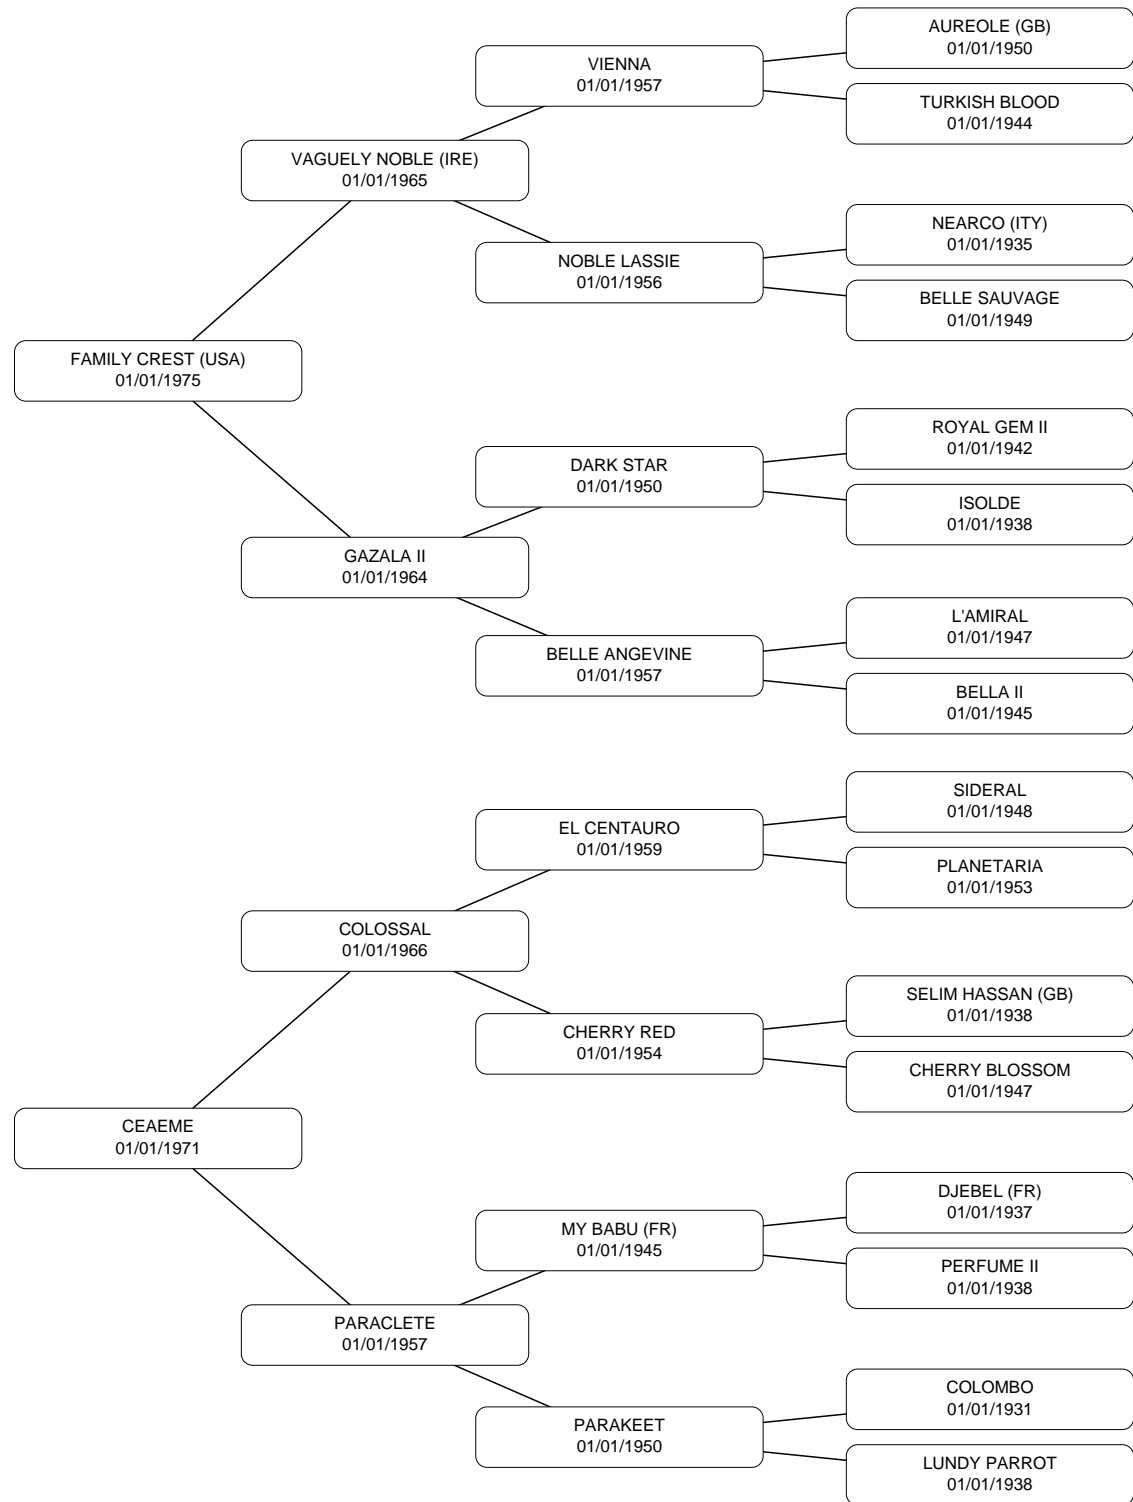 AUREOLE (GB)
01/01/1950
VIENNA
01/01/1957
TURKISH BLOOD
01/01/1944
VAGUELY NOBLE (IRE)
01/01/1965
NEARCO (ITY)
01/01/1935
NOBLE LASSIE
01/01/1956
BELLE SAUVAGE
01/01/1949
FAMILY CREST (USA)
01/01/1975
ROYAL GEM II
01/01/1942
DARK STAR
01/01/1950
ISOLDE
01/01/1938
GAZALA II
01/01/1964
L'AMIRAL
01/01/1947
BELLE ANGEVINE
01/01/1957
BELLA II
01/01/1945
SIDERAL
01/01/1948
EL CENTAURO
01/01/1959
PLANETARIA
01/01/1953
COLOSSAL
01/01/1966
SELIM HASSAN (GB)
01/01/1938
CHERRY RED
01/01/1954
CHERRY BLOSSOM
01/01/1947
CEAEME
01/01/1971
DJEBEL (FR)
01/01/1937
MY BABU (FR)
01/01/1945
PERFUME II
01/01/1938
PARACLETE
01/01/1957
COLOMBO
01/01/1931
PARAKEET
01/01/1950
LUNDY PARROT
01/01/1938